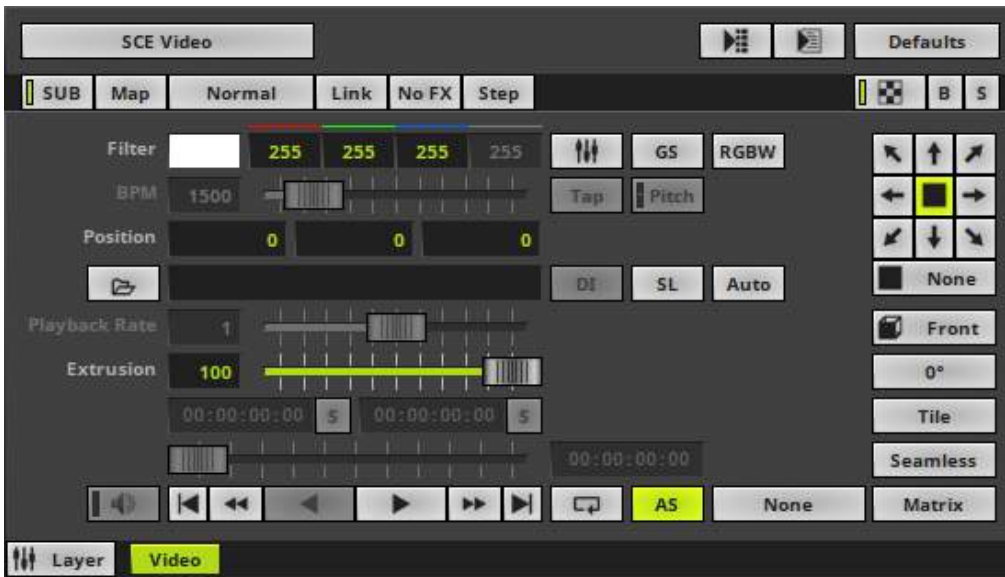 SCE Video Defaults
SUB Map Normal Link No FX Step B S
Filter 255 255 255 255 GS RGBW
BPM 1500 Tap Pitch
Position 0 0 0
DI SL Auto None
Playback Rate 1 Front
Extrusion 100 0°
00:00:00:00 S 00:00:00:00 S Tile
00:00:00:00 Seamless
AS None Matrix
Layer Video